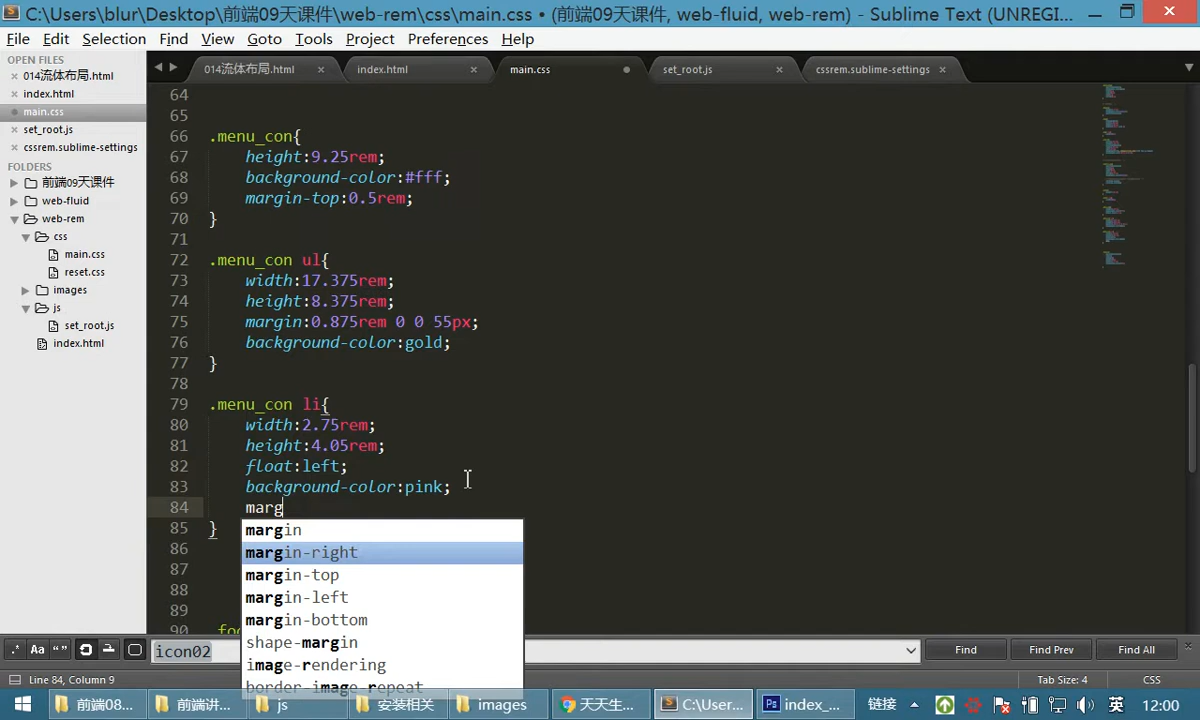 C:\Users\blur\Desktop\前端09天课件\web-rem\css\main.css • (前端09天课件, web-fluid, web-rem) - Sublime Text (UNREGI...
File Edit Selection Find View Goto Tools Project Preferences Help
OPEN FILES
014流体布局.html
index.html
main.css
set_root.js
cssrem.sublime-settings
FOLDERS
前端09天课件
web-fluid
web-rem
css
main.css
reset.css
images
js
set_root.js
index.html
014流体布局.html index.html main.css set_root.js cssrem.sublime-settings
64
65
66 .menu_con{
67 height:9.25rem;
68 background-color:#fff;
69 margin-top:0.5rem;
70 }
71
72 .menu_con ul{
73 width:17.375rem;
74 height:8.375rem;
75 margin:0.875rem 0 0 55px;
76 background-color:gold;
77 }
78
79 .menu_con li{
80 width:2.75rem;
81 height:4.05rem;
82 float:left;
83 background-color:pink;
84 marg
85 }
86
87
88
89
90 .foo
margin
margin-right
margin-top
margin-left
margin-bottom
shape-margin
image-rendering
border-image-repeat
.* Aa “” icon02 Find Find Prev Find All
Line 84, Column 9 Tab Size: 4 CSS
前端08... 前端讲... js 安装相关 images 天天生... C:\User... index_... 链接 英 12:00